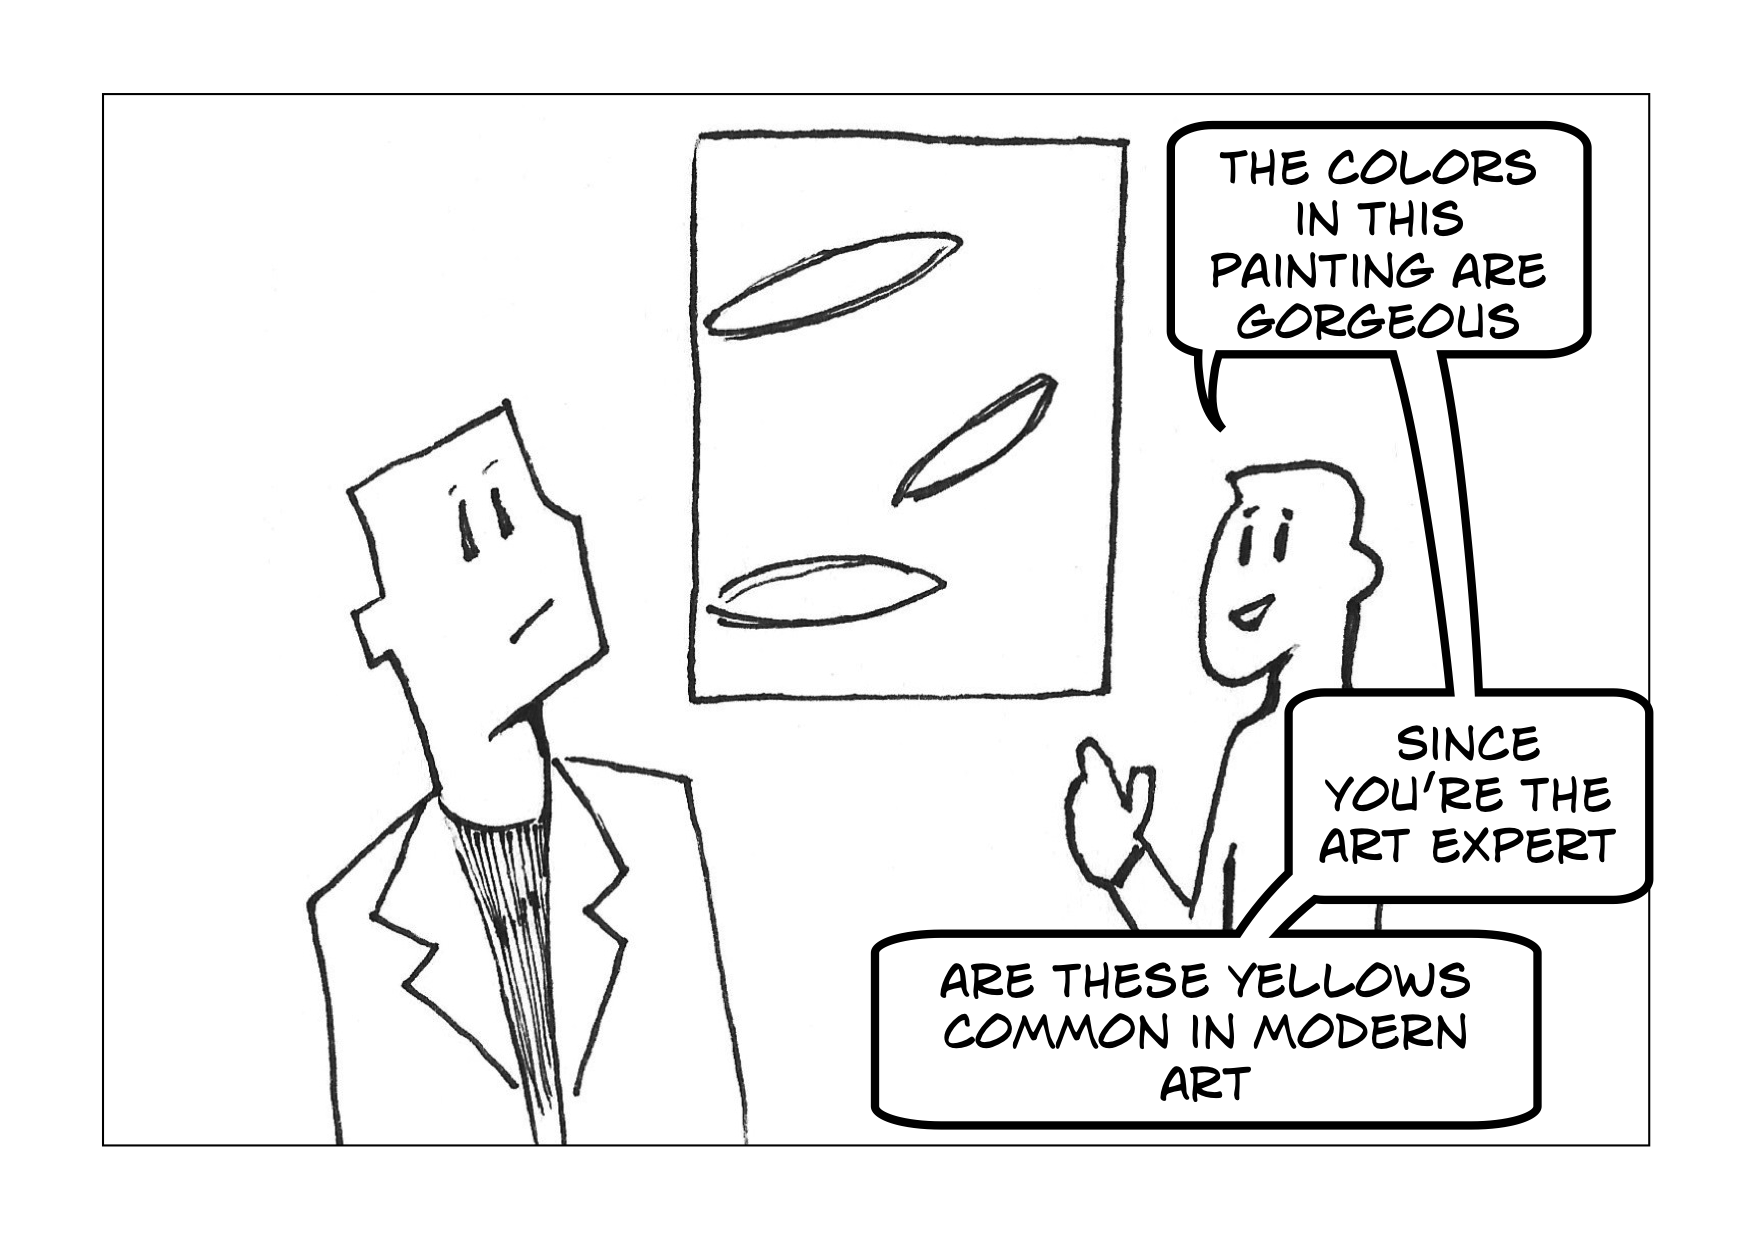 THE COLORS
IN THIS
PAINTING ARE
GORGEOUS
SINCE
YOU'RE THE
ART EXPERT
ARE THESE YELLOWS
COMMON IN MODERN
ART